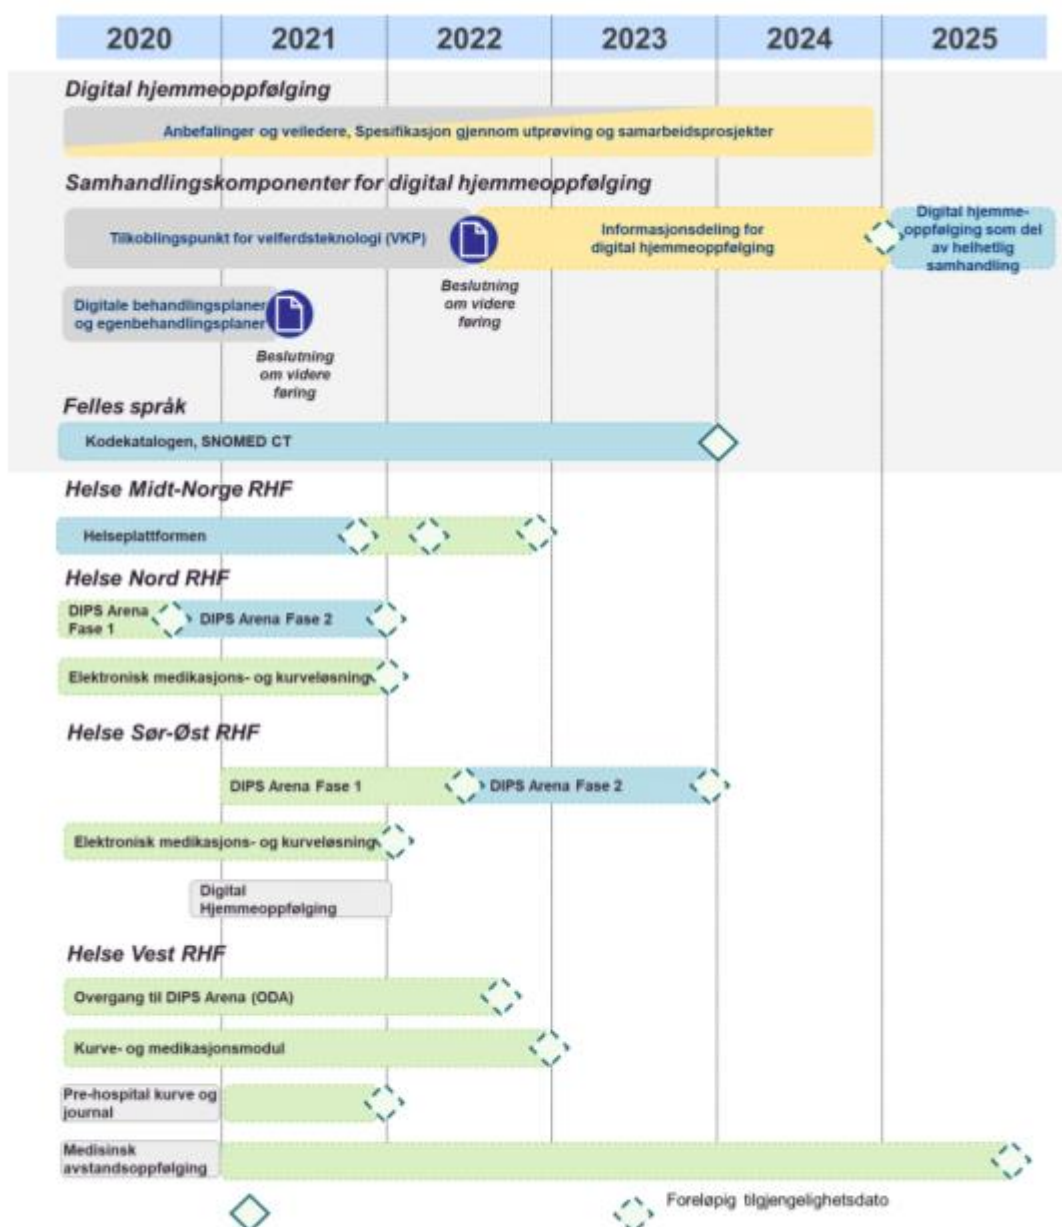 2020 2021 2022 2023 2024 2025
Digital hjemmeoppfølging
Anbefalinger og veiledere, Spesifikasjon gjennom utprøving og samarbeidsprosjekter
Samhandlingskomponenter for digital hjemmeoppfølging
Tilkoblingspunkt for velferdsteknologi (VKP)
Informasjonsdeling for
digital hjemmeoppfølging
Digital hjemme-
oppfølging som del
av helhetlig
samhandling
Beslutning
om videre
føring
Digitale behandlingsplaner
og egenbehandlingsplaner
Beslutning
om videre
føring
Felles språk
Kodekatalogen, SNOMED CT
Helse Midt-Norge RHF
Helseplattformen
Helse Nord RHF
DIPS Arena
Fase 1
DIPS Arena Fase 2
Elektronisk medikasjons- og kurveløsning
Helse Sør-Øst RHF
DIPS Arena Fase 1
DIPS Arena Fase 2
Elektronisk medikasjons- og kurveløsning
Digital
Hjemmeoppfølging
Helse Vest RHF
Overgang til DIPS Arena (ODA)
Kurve- og medikasjonsmodul
Pre-hospital kurve og
journal
Medisinsk
avstandsoppfølging
Foreløpig tilgjengelighetsdato